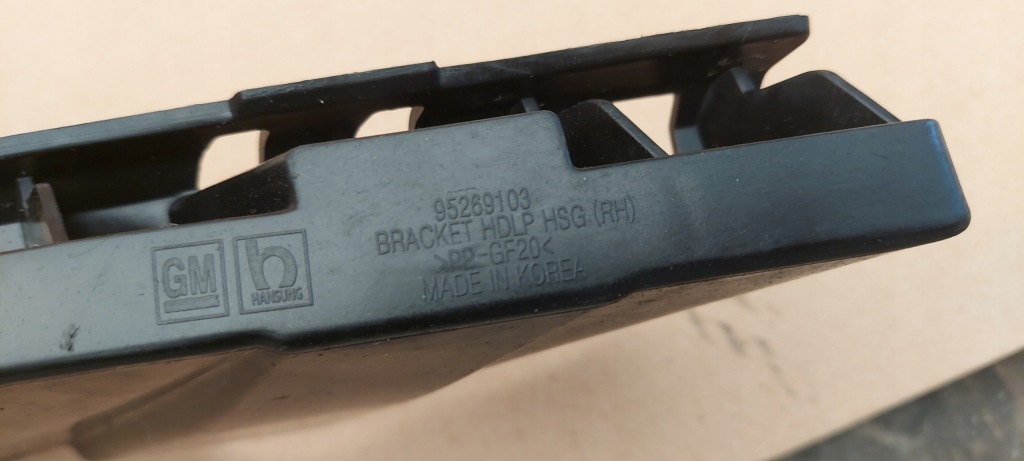 95269103
BRACKET HDLP HSG (RH)
>PP-GF20<
MADE IN KOREA
GM
HANSUNG